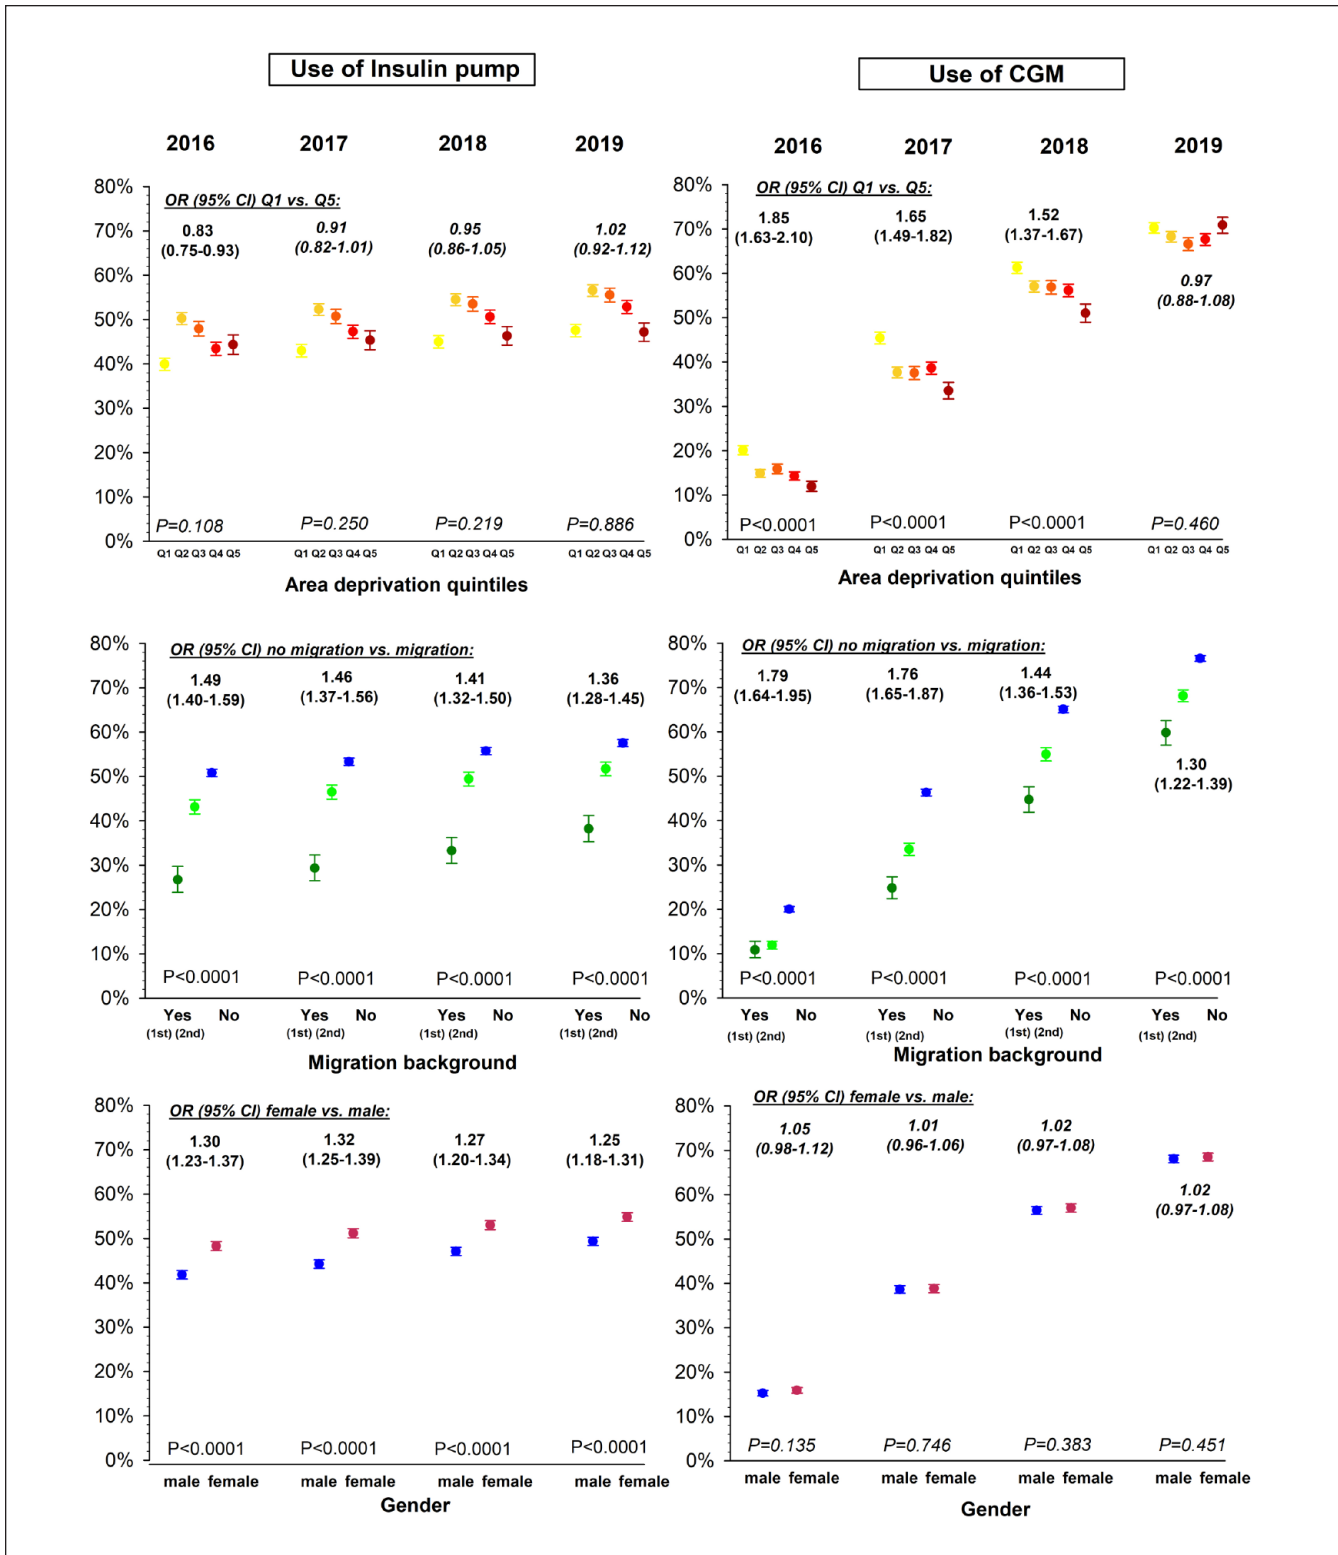 Use of Insulin pump
2016 2017 2018 2019
OR (95% CI) Q1 vs. Q5:
0.83 0.91 0.95 1.02
(0.75-0.93) (0.82-1.01) (0.86-1.05) (0.92-1.12)
80%
70%
60%
50%
40%
30%
20%
10%
0%
P=0.108 P=0.250 P=0.219 P=0.886
Q1 Q2 Q3 Q4 Q5 Q1 Q2 Q3 Q4 Q5 Q1 Q2 Q3 Q4 Q5 Q1 Q2 Q3 Q4 Q5
Area deprivation quintiles
Use of CGM
2016 2017 2018 2019
OR (95% CI) Q1 vs. Q5:
1.85 1.65 1.52
(1.63-2.10) (1.49-1.82) (1.37-1.67)
0.97
(0.88-1.08)
80%
70%
60%
50%
40%
30%
20%
10%
0%
P<0.0001 P<0.0001 P<0.0001 P=0.460
Q1 Q2 Q3 Q4 Q5 Q1 Q2 Q3 Q4 Q5 Q1 Q2 Q3 Q4 Q5 Q1 Q2 Q3 Q4 Q5
Area deprivation quintiles
OR (95% CI) no migration vs. migration:
1.49 1.46 1.41 1.36
(1.40-1.59) (1.37-1.56) (1.32-1.50) (1.28-1.45)
80%
70%
60%
50%
40%
30%
20%
10%
0%
P<0.0001 P<0.0001 P<0.0001 P<0.0001
Yes No Yes No Yes No Yes No
(1st) (2nd) (1st) (2nd) (1st) (2nd) (1st) (2nd)
Migration background
OR (95% CI) no migration vs. migration:
1.79 1.76 1.44
(1.64-1.95) (1.65-1.87) (1.36-1.53)
1.30
(1.22-1.39)
80%
70%
60%
50%
40%
30%
20%
10%
0%
P<0.0001 P<0.0001 P<0.0001 P<0.0001
Yes No Yes No Yes No Yes No
(1st) (2nd) (1st) (2nd) (1st) (2nd) (1st) (2nd)
Migration background
OR (95% CI) female vs. male:
1.30 1.32 1.27 1.25
(1.23-1.37) (1.25-1.39) (1.20-1.34) (1.18-1.31)
80%
70%
60%
50%
40%
30%
20%
10%
0%
P<0.0001 P<0.0001 P<0.0001 P<0.0001
male female male female male female male female
Gender
OR (95% CI) female vs. male:
1.05 1.01 1.02
(0.98-1.12) (0.96-1.06) (0.97-1.08)
1.02
(0.97-1.08)
80%
70%
60%
50%
40%
30%
20%
10%
0%
P=0.135 P=0.746 P=0.383 P=0.451
male female male female male female male female
Gender